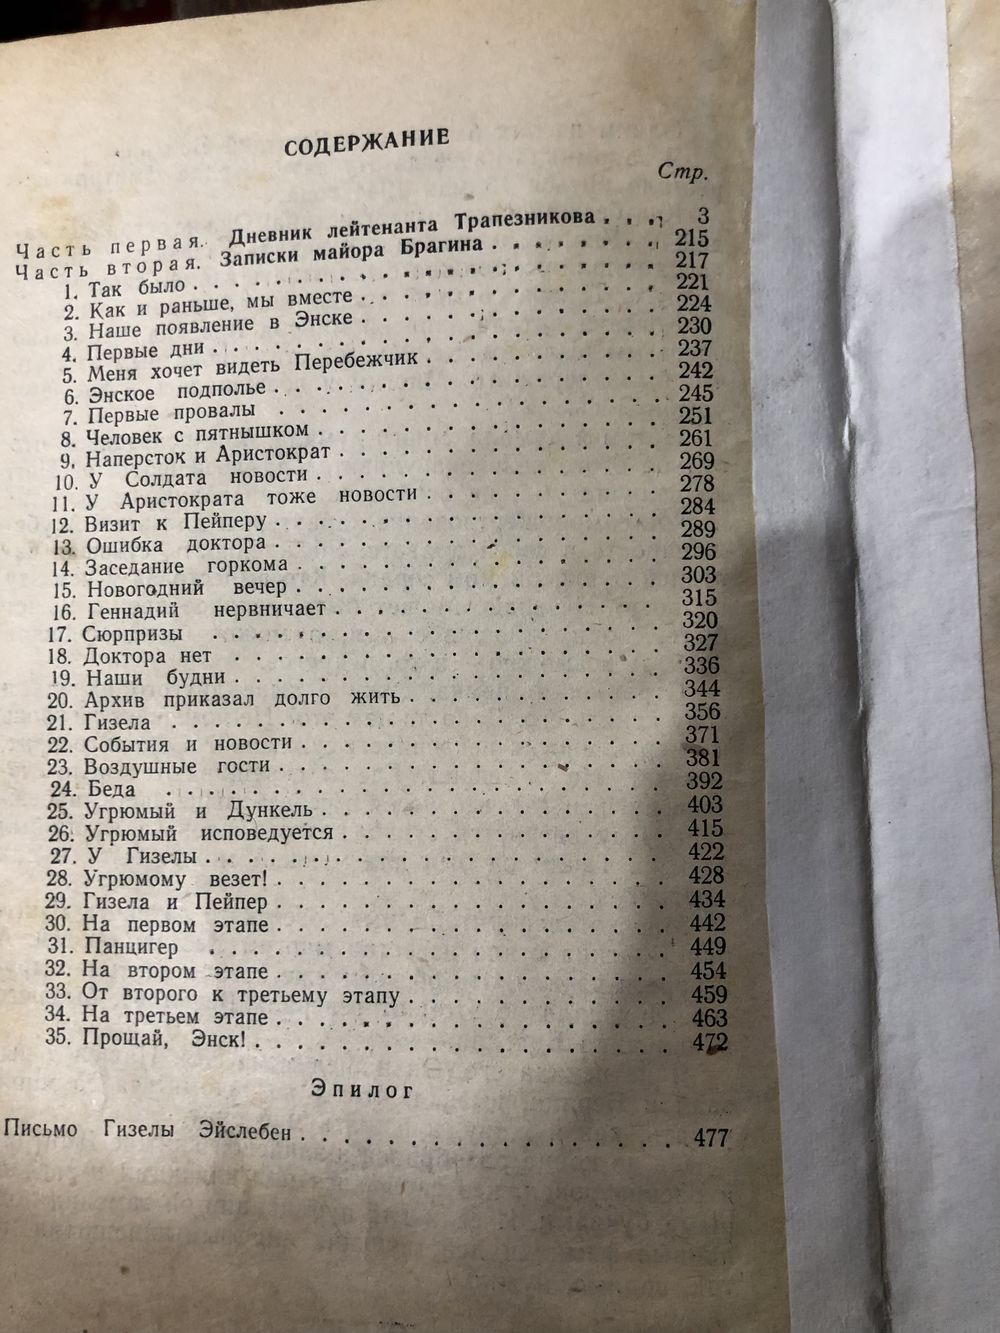 СОДЕРЖАНИЕ
Стр.
Часть первая. Дневник лейтенанта Трапезникова . . . . 3
Часть вторая. Записки майора Брагина . . . . . . . . 215
1. Так было . . . . . . . . . . . . . . . . . 217
2. Как и раньше, мы вместе . . . . . . . . . . . . 221
3. Наше появление в Энске . . . . . . . . . . . . 224
4. Первые дни . . . . . . . . . . . . . . . . . 230
5. Меня хочет видеть Перебежчик . . . . . . . . . 237
6. Энское подполье . . . . . . . . . . . . . . . 242
7. Первые провалы . . . . . . . . . . . . . . . 245
8. Человек с пятнышком . . . . . . . . . . . . . 251
9. Наперсток и Аристократ . . . . . . . . . . . . 261
10. У Солдата новости . . . . . . . . . . . . . 269
11. У Аристократа тоже новости . . . . . . . . . 278
12. Визит к Пейперу . . . . . . . . . . . . . . . 284
13. Ошибка доктора . . . . . . . . . . . . . . . 289
14. Заседание горкома . . . . . . . . . . . . . . 296
15. Новогодний вечер . . . . . . . . . . . . . . 303
16. Геннадий нервничает . . . . . . . . . . . . 315
17. Сюрпризы . . . . . . . . . . . . . . . . . 320
18. Доктора нет . . . . . . . . . . . . . . . . 327
19. Наши будни . . . . . . . . . . . . . . . . 336
20. Архив приказал долго жить . . . . . . . . . . 344
21. Гизела . . . . . . . . . . . . . . . . . . 356
22. События и новости . . . . . . . . . . . . . . 371
23. Воздушные гости . . . . . . . . . . . . . . 381
24. Беда . . . . . . . . . . . . . . . . . . 392
25. Угрюмый и Дункель . . . . . . . . . . . . . 403
26. Угрюмый исповедуется . . . . . . . . . . . . 415
27. У Гизелы . . . . . . . . . . . . . . . . . 422
28. Угрюмому везет! . . . . . . . . . . . . . . 428
29. Гизела и Пейпер . . . . . . . . . . . . . . 434
30. На первом этапе . . . . . . . . . . . . . . 442
31. Панцигер . . . . . . . . . . . . . . . . . 449
32. На втором этапе . . . . . . . . . . . . . . 454
33. От второго к третьему этапу . . . . . . . . . 459
34. На третьем этапе . . . . . . . . . . . . . . 463
35. Прощай, Энск! . . . . . . . . . . . . . . . 472
Эпилог
Письмо Гизелы Эйслебен . . . . . . . . . . . . . 477